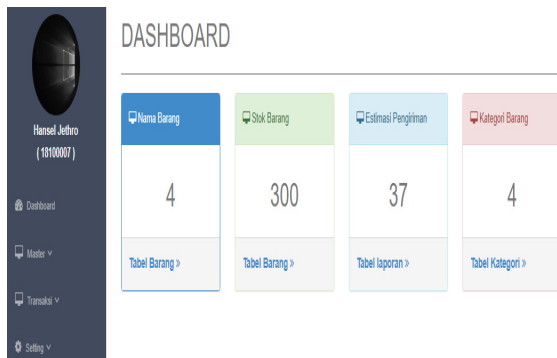 Hansel Jethro
( 18100007 )
Dashboard
Master
Transaksi
Setting
DASHBOARD
Nama Barang
4
Tabel Barang »
Stok Barang
300
Tabel Barang »
Estimasi Pengiriman
37
Tabel laporan »
Kategori Barang
4
Tabel Kategori »